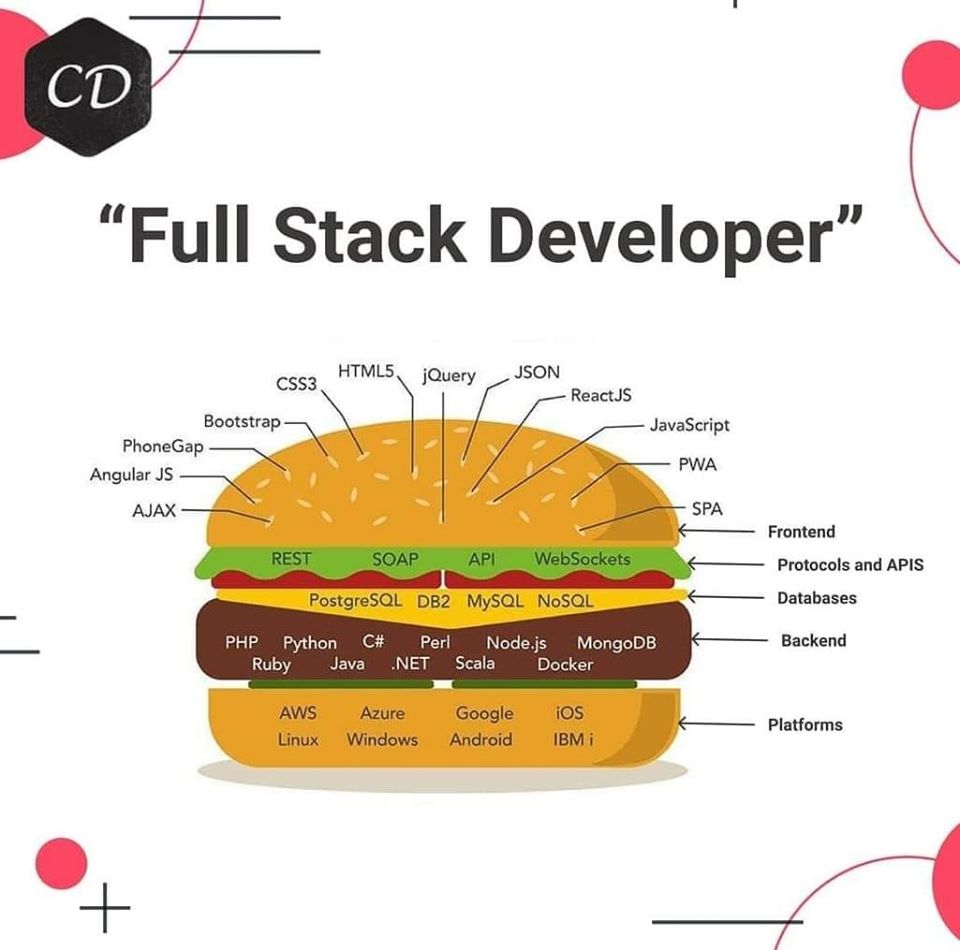 CD
“Full Stack Developer”
HTML5
jQuery
JSON
CSS3
ReactJS
Bootstrap
JavaScript
PhoneGap
PWA
Angular JS
AJAX
SPA
Frontend
REST SOAP API WebSockets
Protocols and APIS
PostgreSQL DB2 MySQL NoSQL
Databases
PHP Python C# Perl Node.js MongoDB
Backend
Ruby Java .NET Scala Docker
AWS Azure Google iOS
Platforms
Linux Windows Android IBM i